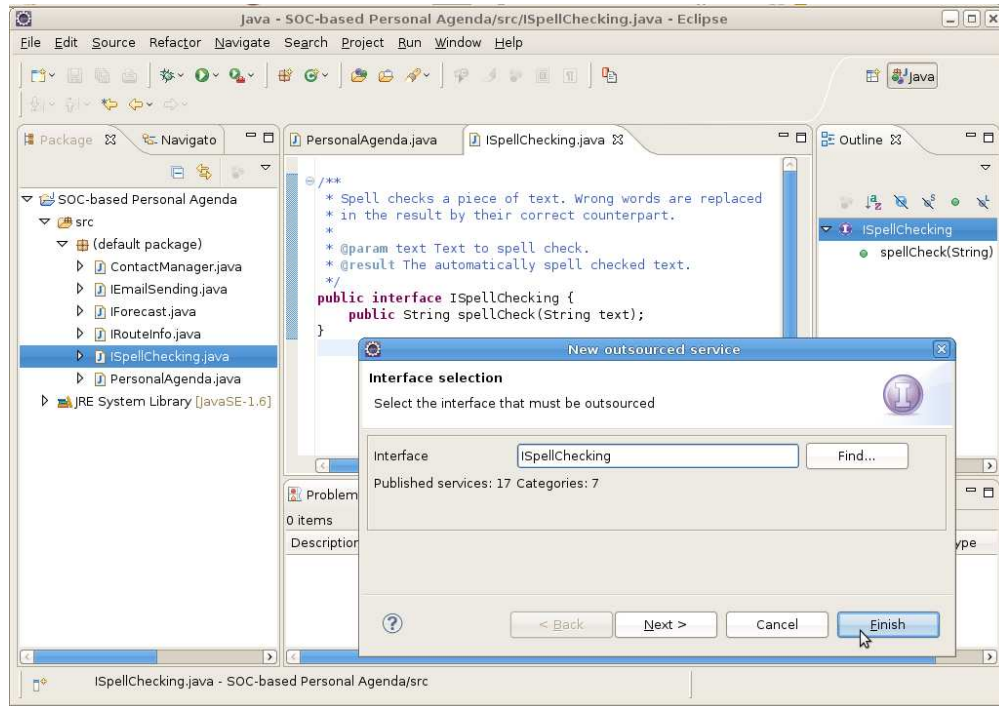 Java - SOC-based Personal Agenda/src/ISpellChecking.java - Eclipse
File Edit Source Refactor Navigate Search Project Run Window Help
Java
Package Navigato
PersonalAgenda.java ISpellChecking.java
Outline
SOC-based Personal Agenda
src
(default package)
ContactManager.java
IEmailSending.java
IForecast.java
IRouteInfo.java
ISpellChecking.java
PersonalAgenda.java
JRE System Library [JavaSE-1.6]
/**
* Spell checks a piece of text. Wrong words are replaced
* in the result by their correct counterpart.
*
* @param text Text to spell check.
* @result The automatically spell checked text.
*/
public interface ISpellChecking {
public String spellCheck(String text);
}
ISpellChecking
spellCheck(String)
New outsourced service
Interface selection
Select the interface that must be outsourced
Interface ISpellChecking Find...
Published services: 17 Categories: 7
Problem
0 items
Description
ype
< Back Next > Cancel Finish
ISpellChecking.java - SOC-based Personal Agenda/src